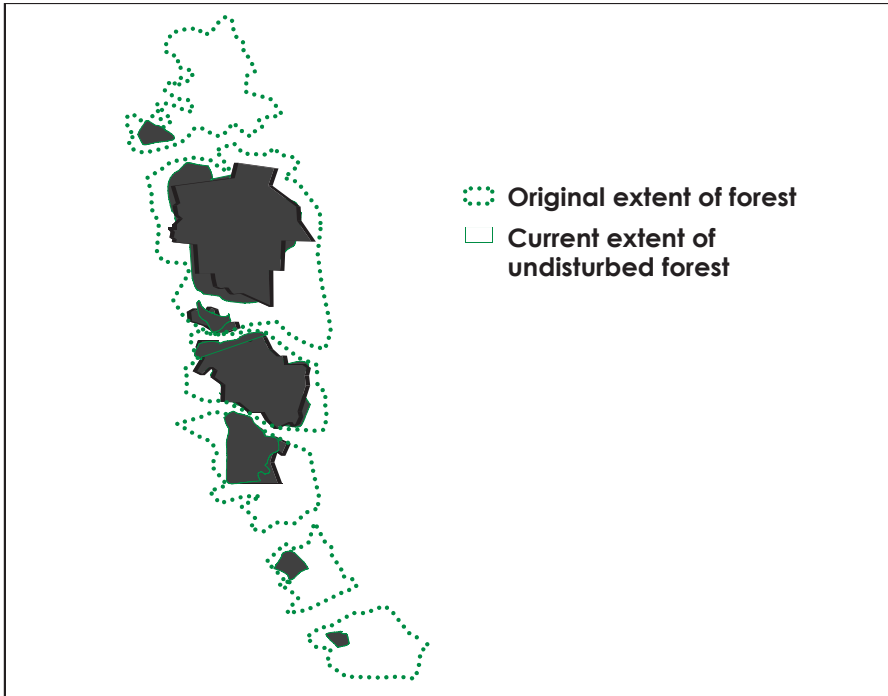 Original extent of forest
Current extent of
undisturbed forest